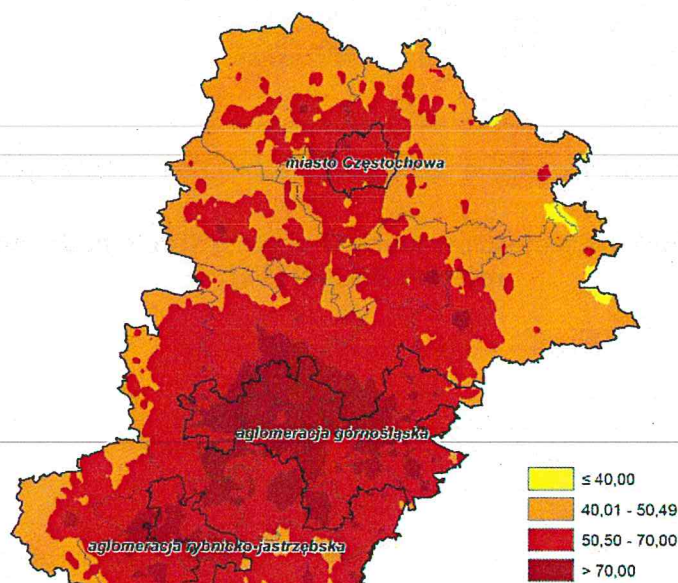 miasto Częstochowa
aglomeracja górnośląska
aglomeracja rybnicko-jastrzębska
≤ 40,00
40,01 - 50,49
50,50 - 70,00
> 70,00